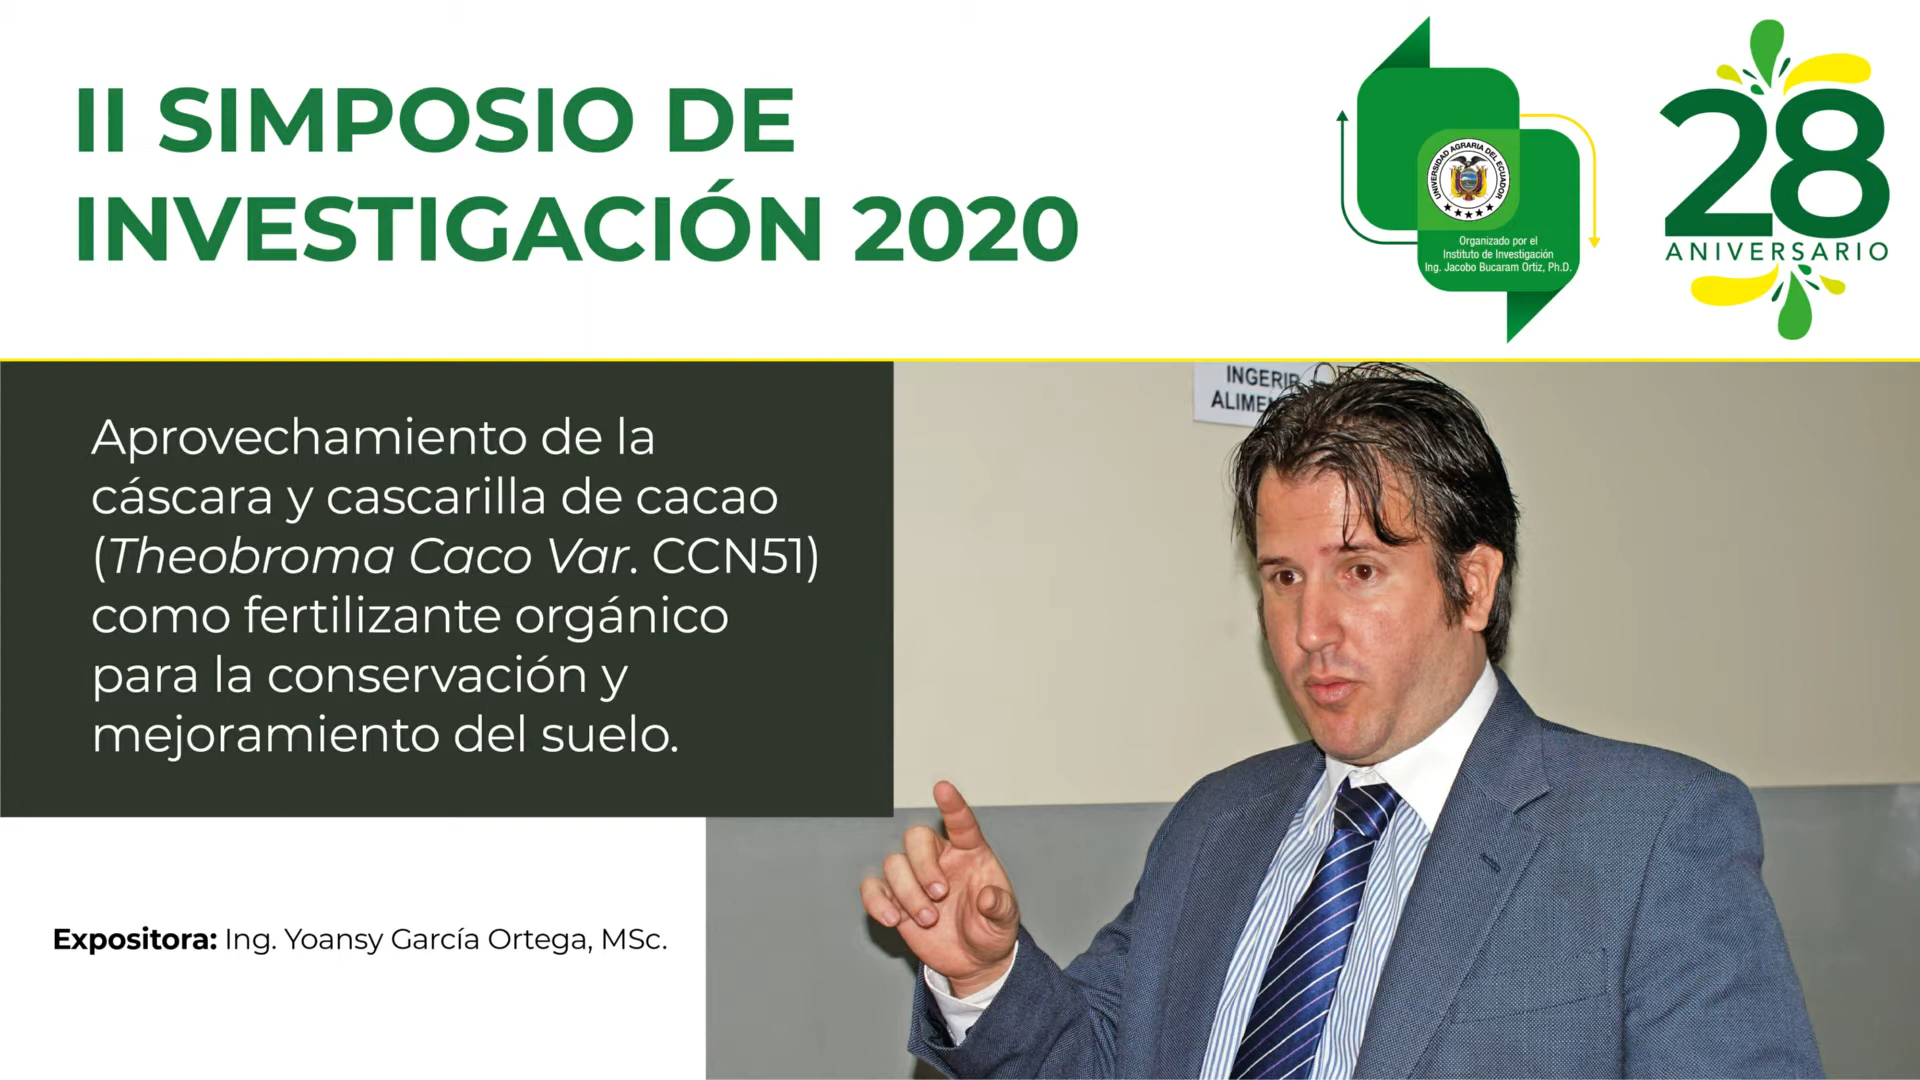 II SIMPOSIO DE
INVESTIGACIÓN 2020
UNIVERSIDAD AGRARIA DEL ECUADOR
Organizado por el
Instituto de Investigación
Ing. Jacobo Bucaram Ortiz, Ph.D.
28
ANIVERSARIO
Aprovechamiento de la
cáscara y cascarilla de cacao
(Theobroma Caco Var. CCN51)
como fertilizante orgánico
para la conservación y
mejoramiento del suelo.
INGERIR
Expositora: Ing. Yoansy García Ortega, MSc.